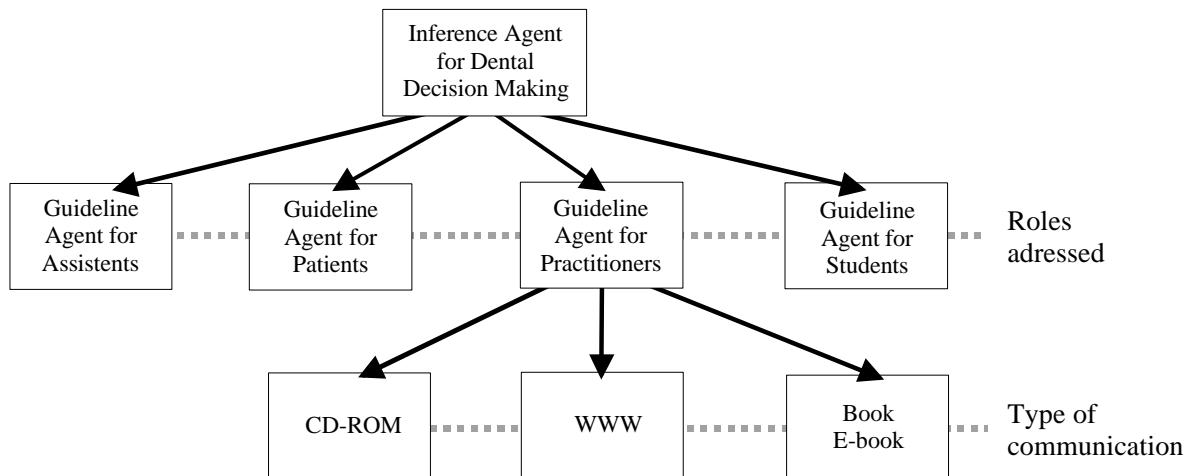 Inference Agent
for Dental
Decision Making
Guideline
Agent for
Assistents
Guideline
Agent for
Patients
Guideline
Agent for
Practitioners
Guideline
Agent for
Students
Roles
adressed
CD-ROM
WWW
Book
E-book
Type of
communication